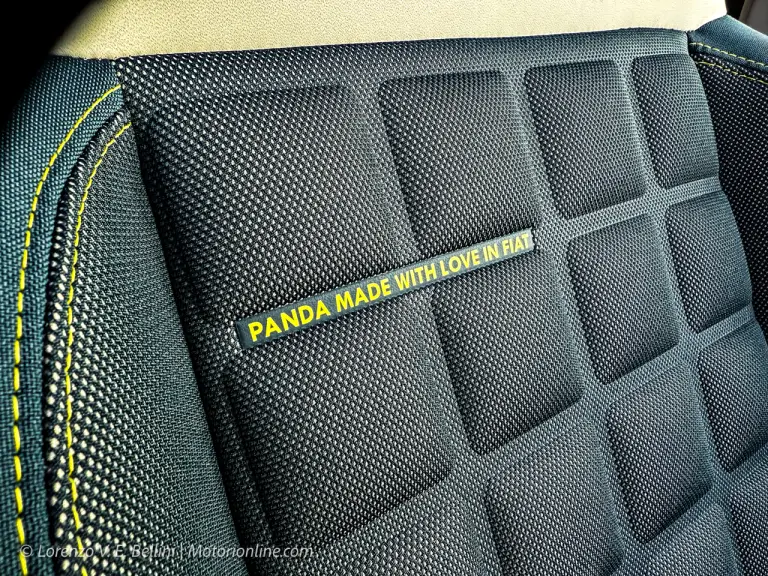 PANDA MADE WITH LOVE IN FIAT
© Lorenzo V. E. Bellini | Motorionline.com